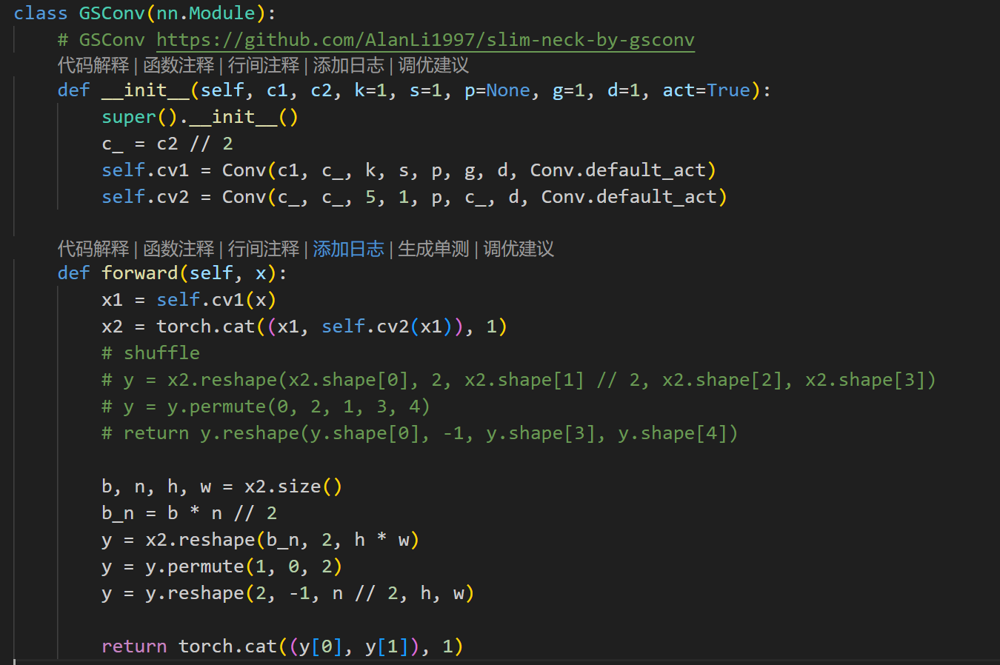 class GSConv(nn.Module):
# GSConv https://github.com/AlanLi1997/slim-neck-by-gsconv
代码解释 | 函数注释 | 行间注释 | 添加日志 | 调优建议
def __init__(self, c1, c2, k=1, s=1, p=None, g=1, d=1, act=True):
super().__init__()
c_ = c2 // 2
self.cv1 = Conv(c1, c_, k, s, p, g, d, Conv.default_act)
self.cv2 = Conv(c_, c_, 5, 1, p, c_, d, Conv.default_act)
代码解释 | 函数注释 | 行间注释 | 添加日志 | 生成单测 | 调优建议
def forward(self, x):
x1 = self.cv1(x)
x2 = torch.cat((x1, self.cv2(x1)), 1)
# shuffle
# y = x2.reshape(x2.shape[0], 2, x2.shape[1] // 2, x2.shape[2], x2.shape[3])
# y = y.permute(0, 2, 1, 3, 4)
# return y.reshape(y.shape[0], -1, y.shape[3], y.shape[4])
b, n, h, w = x2.size()
b_n = b * n // 2
y = x2.reshape(b_n, 2, h * w)
y = y.permute(1, 0, 2)
y = y.reshape(2, -1, n // 2, h, w)
return torch.cat((y[0], y[1]), 1)